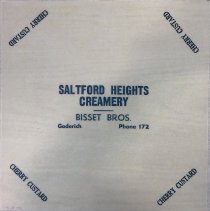 CHERRY CUSTARD
CHERRY CUSTARD
SALTFORD HEIGHTS
CREAMERY
BISSET BROS.
Goderich Phone 172
CHERRY CUSTARD
CHERRY CUSTARD